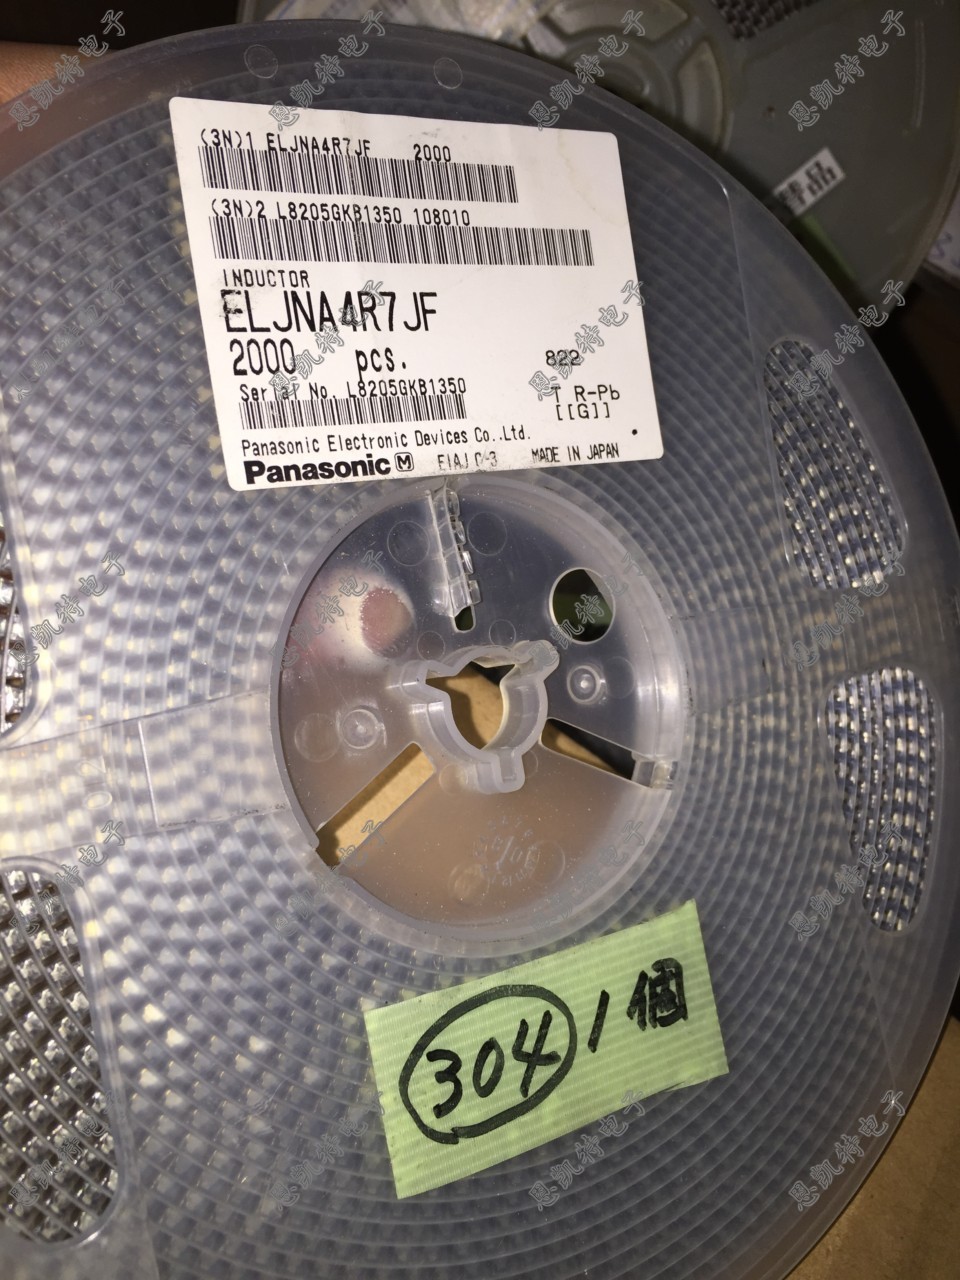 (3N)1 ELJNA4R7JF 2000
(3N)2 L8205GKB1350 108010
INDUCTOR
ELJNA4R7JF
2000 pcs. 822
Serial No. L8205GKB1350 T R-Pb
[[G]]
Panasonic Electronic Devices Co.,Ltd.
Panasonic M EIAJ C-3 MADE IN JAPAN
304 1個
恩凯特电子